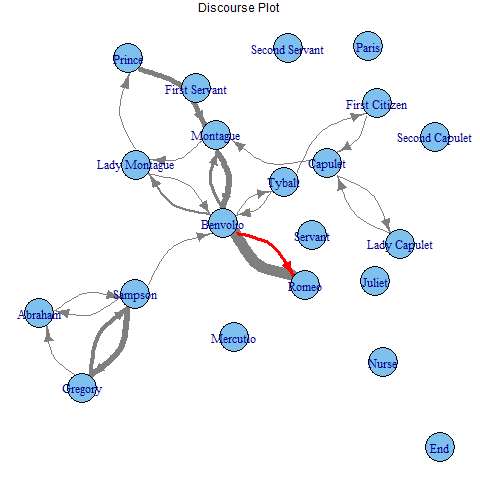 Discourse Plot
Second Servant
Paris
Prince
First Servant
First Citizen
Montague
Second Capulet
Lady Montague
Capulet
Tybalt
Benvolio
Servant
Lady Capulet
Juliet
Romeo
Sampson
Abraham
Mercutio
Nurse
Gregory
End